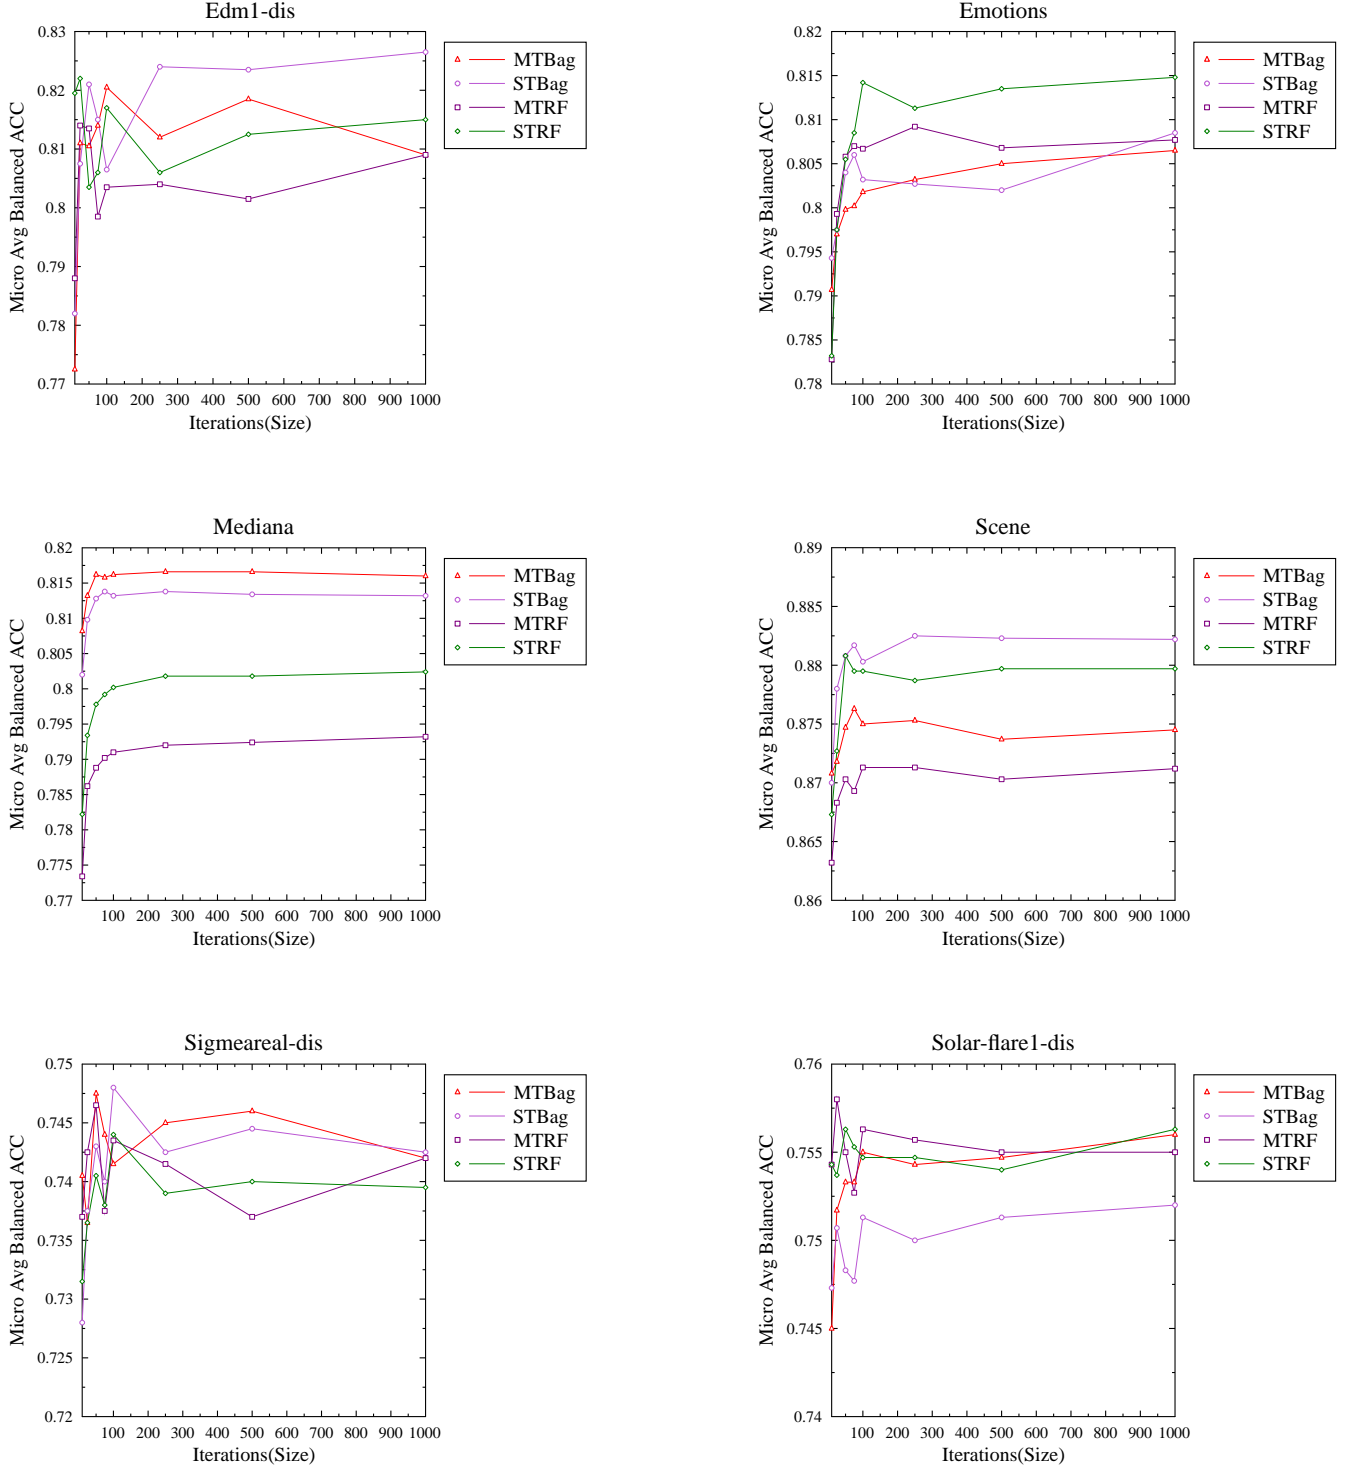 Edm1-dis
0.83
0.82
0.81
0.8
0.79
0.78
0.77
Micro Avg Balanced ACC
100 200 300 400 500 600 700 800 900 1000
Iterations(Size)
MTBag
STBag
MTRF
STRF
Emotions
0.82
0.815
0.81
0.805
0.8
0.795
0.79
0.785
0.78
Micro Avg Balanced ACC
100 200 300 400 500 600 700 800 900 1000
Iterations(Size)
MTBag
STBag
MTRF
STRF
Mediana
0.82
0.815
0.81
0.805
0.8
0.795
0.79
0.785
0.78
0.775
0.77
Micro Avg Balanced ACC
100 200 300 400 500 600 700 800 900 1000
Iterations(Size)
MTBag
STBag
MTRF
STRF
Scene
0.89
0.885
0.88
0.875
0.87
0.865
0.86
Micro Avg Balanced ACC
100 200 300 400 500 600 700 800 900 1000
Iterations(Size)
MTBag
STBag
MTRF
STRF
Sigmeareal-dis
0.75
0.745
0.74
0.735
0.73
0.725
0.72
Micro Avg Balanced ACC
100 200 300 400 500 600 700 800 900 1000
Iterations(Size)
MTBag
STBag
MTRF
STRF
Solar-flare1-dis
0.76
0.755
0.75
0.745
0.74
Micro Avg Balanced ACC
100 200 300 400 500 600 700 800 900 1000
Iterations(Size)
MTBag
STBag
MTRF
STRF